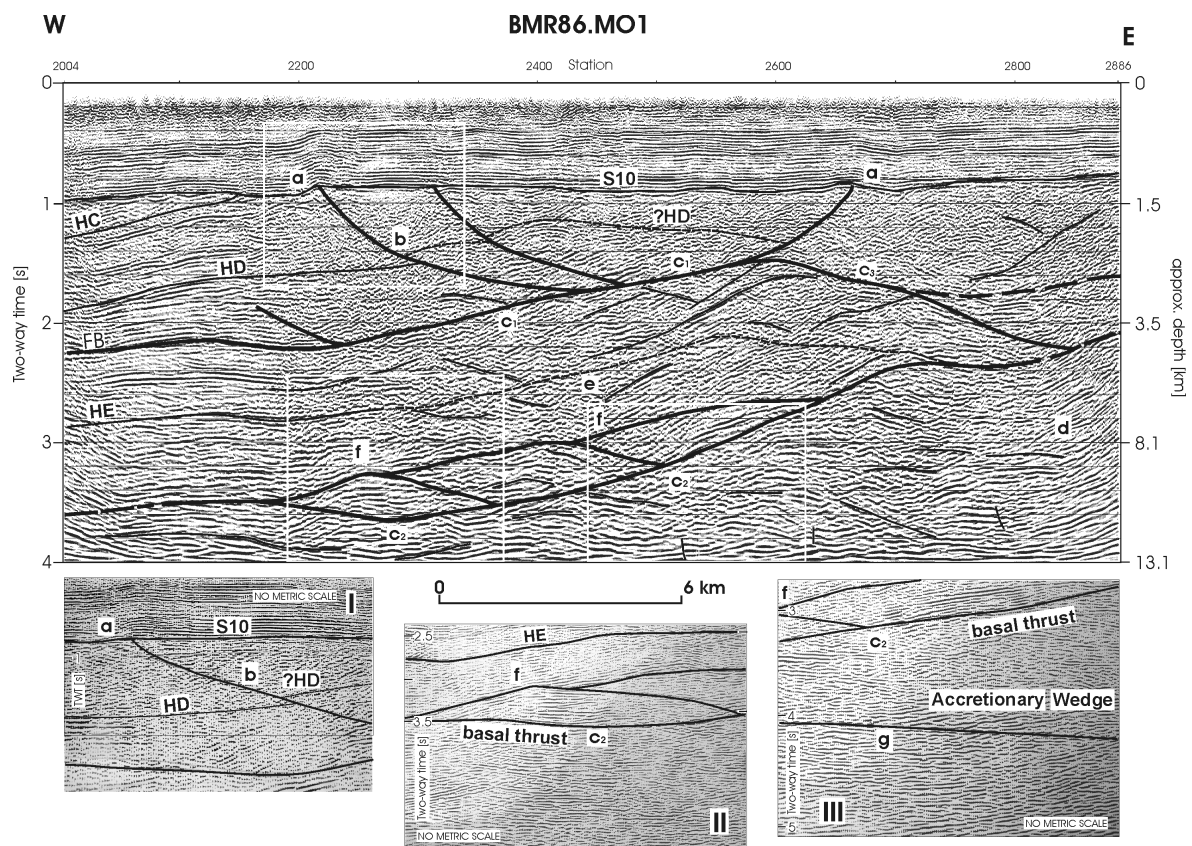 W
BMR86.MO1
E
2004
2200
2400
Station
2600
2800
2886
0
0
a
S10
a
1
1.5
HC
?HD
b
HD
c1
c3
Two-way time [s]
approx. depth [km]
c1
2
3.5
FB
e
HE
f
d
f
3
8.1
c2
c2
4
13.1
0
6 km
NO METRIC SCALE
I
a
S10
b
?HD
TWT [s]
HD
2.5
HE
f
3.5
basal thrust
c2
Two-way time [s]
II
NO METRIC SCALE
f
3
c2
basal thrust
Accretionary Wedge
4
g
Two-way time [s]
III
5
NO METRIC SCALE